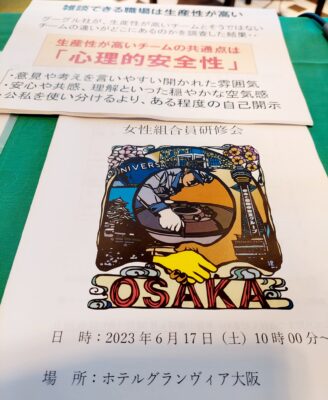 雑談できる職場は生産性が高い
グーグル社が、生産性が高いチームとそうではない
チームの違いがどこにあるのかを調査した結果…
生産性が高いチームの共通点は
「心理的安全性」
・意見や考えを言いやすい開かれた雰囲気
・安心や共感、理解といった穏やかな空気感
・公私を使い分けるより、ある程度の自己開示
女性組合員研修会
UNIVER
OSAKA
日 時：2023年6月17日（土）10時00分～
場 所：ホテルグランヴィア大阪